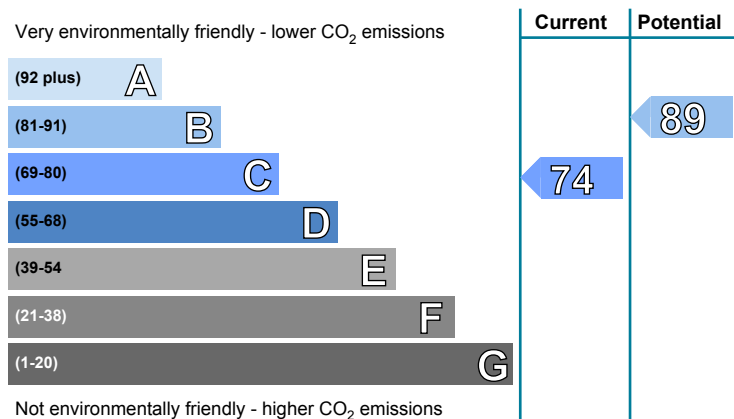 Current Potential
Very environmentally friendly - lower CO₂ emissions
(92 plus) A
(81-91) B 89
(69-80) C 74
(55-68) D
(39-54 E
(21-38) F
(1-20) G
Not environmentally friendly - higher CO₂ emissions